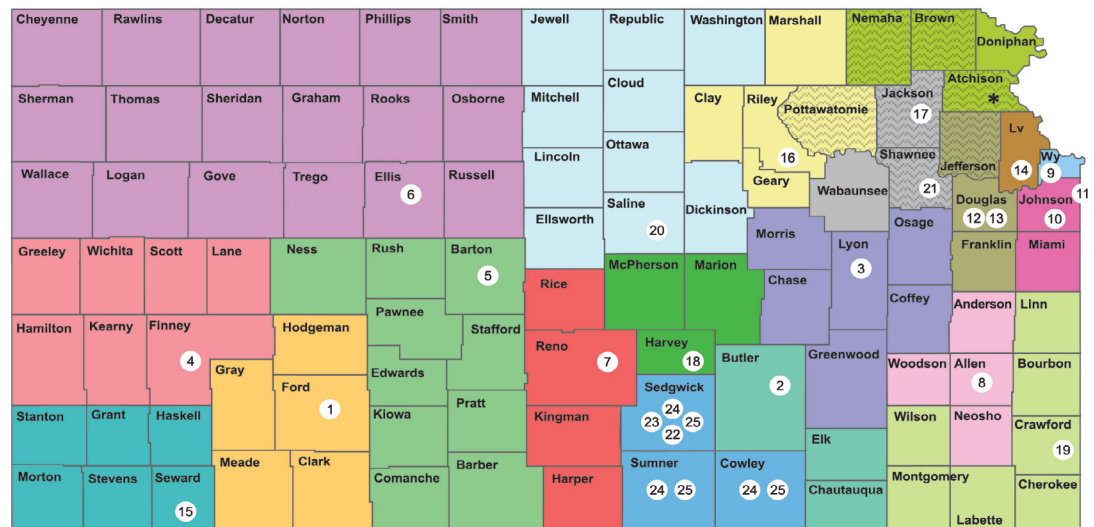 Cheyenne
Rawlins
Decatur
Norton
Phillips
Smith
Jewell
Republic
Washington
Marshall
Nemaha
Brown
Doniphan
Sherman
Thomas
Sheridan
Graham
Rooks
Osborne
Mitchell
Cloud
Clay
Riley
Pottawatomie
Jackson
17
Atchison
*
Lincoln
Ottawa
16
Geary
Shawnee
21
Jefferson
Lv
14
Wy
9
Wallace
Logan
Gove
Trego
Ellis
6
Russell
Ellsworth
Saline
20
Dickinson
Wabaunsee
Douglas
12
13
Johnson
10
11
Greeley
Wichita
Scott
Lane
Ness
Rush
Barton
5
Rice
McPherson
Marion
Morris
Lyon
3
Chase
Osage
Franklin
Miami
Hamilton
Kearny
Finney
4
Hodgeman
Pawnee
Stafford
Reno
7
Harvey
18
Butler
2
Greenwood
Coffey
Anderson
Linn
Gray
Ford
1
Edwards
Kiowa
Pratt
Kingman
Sedgwick
24
23
25
22
Woodson
Allen
8
Bourbon
Stanton
Grant
Haskell
Elk
Wilson
Neosho
Crawford
19
Morton
Stevens
Seward
15
Meade
Clark
Comanche
Barber
Harper
Sumner
24
25
Cowley
24
25
Chautauqua
Montgomery
Labette
Cherokee